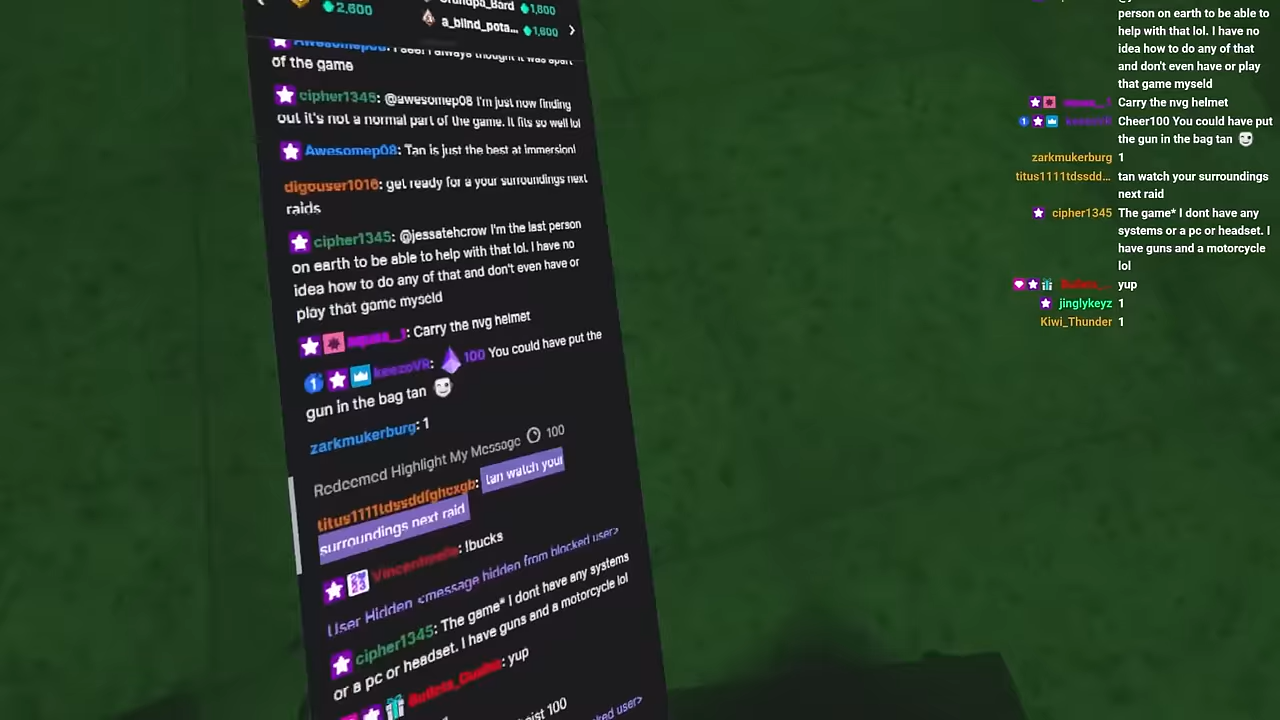 2,600
Grandpa_Bard 1,800
a_blind_pota... 1,600
of the game
cipher1345: @awesomep08 I'm just now finding
out it's not a normal part of the game. It fits so well lol
Awesomep08: Tan is just the best at immersion!
digouser1016: get ready for a your surroundings next
raids
cipher1345: @jessatehcrow I'm the last person
on earth to be able to help with that lol. I have no
idea how to do any of that and don't even have or
play that game myseld
: Carry the nvg helmet
keezoVR: 100 You could have put the
gun in the bag tan
zarkmukerburg: 1
Redeemed Highlight My Message 100
titus1111tdssddfghcxgb: tan watch your
surroundings next raid
!bucks
User Hidden <message hidden from blocked user>
cipher1345: The game* I dont have any systems
or a pc or headset. I have guns and a motorcycle lol
: yup
100
person on earth to be able to
help with that lol. I have no
idea how to do any of that
and don't even have or play
that game myseld
Carry the nvg helmet
keezoVR Cheer100 You could have put
the gun in the bag tan
zarkmukerburg 1
titus1111tdssdd... tan watch your surroundings
next raid
cipher1345 The game* I dont have any
systems or a pc or headset. I
have guns and a motorcycle
lol
yup
jinglykeyz 1
Kiwi_Thunder 1